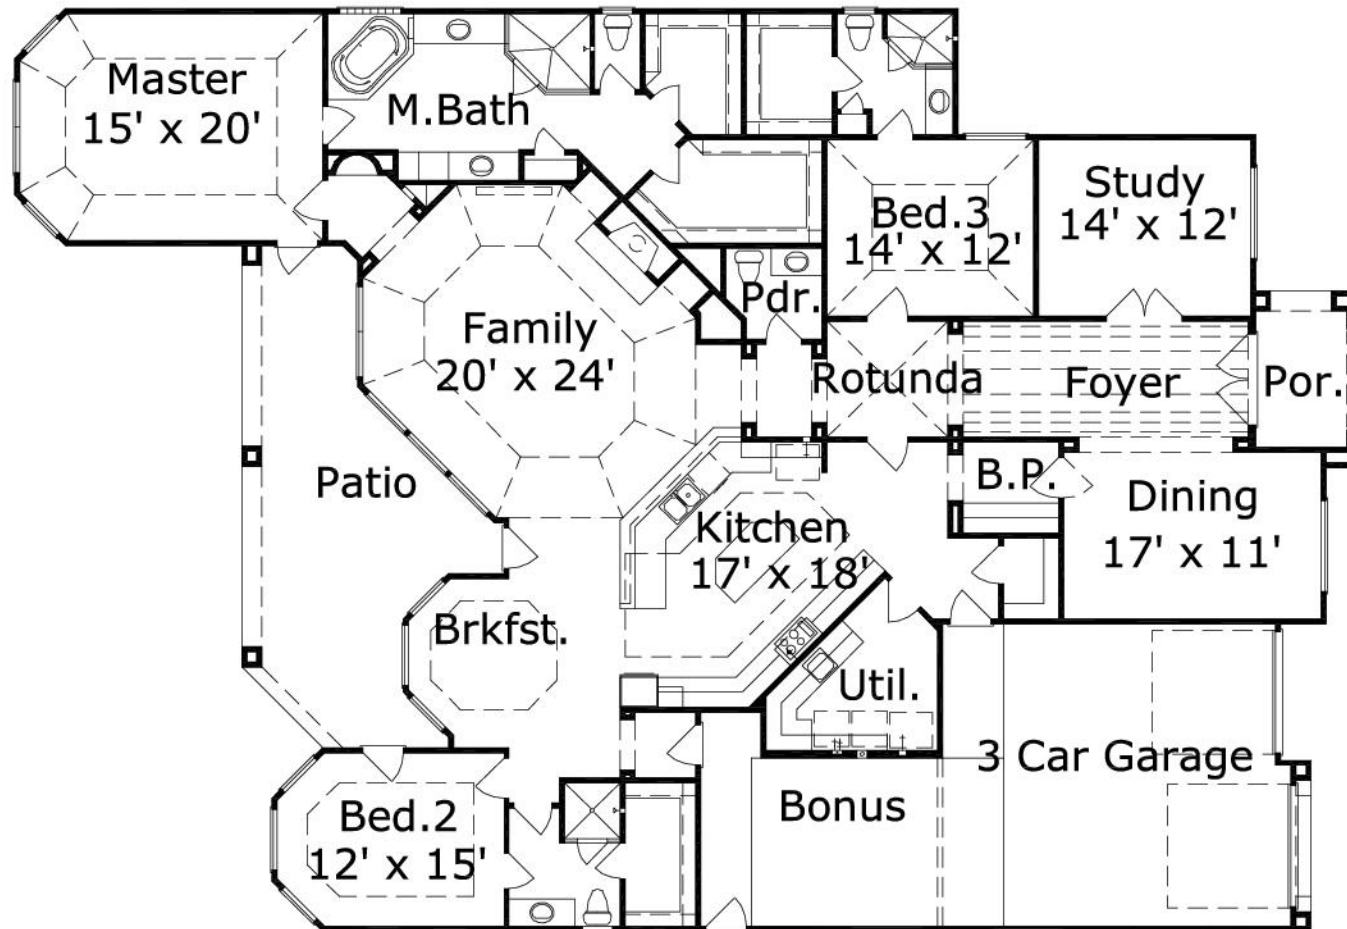 Master
15' x 20'
M.Bath
Bed.3
14' x 12'
Study
14' x 12'
Pdr.
Family
20' x 24'
Rotunda
Foyer
Por.
Patio
B.P.
Kitchen
17' x 18'
Dining
17' x 11'
Brkfst.
Util.
3 Car Garage
Bonus
Bed.2
12' x 15'